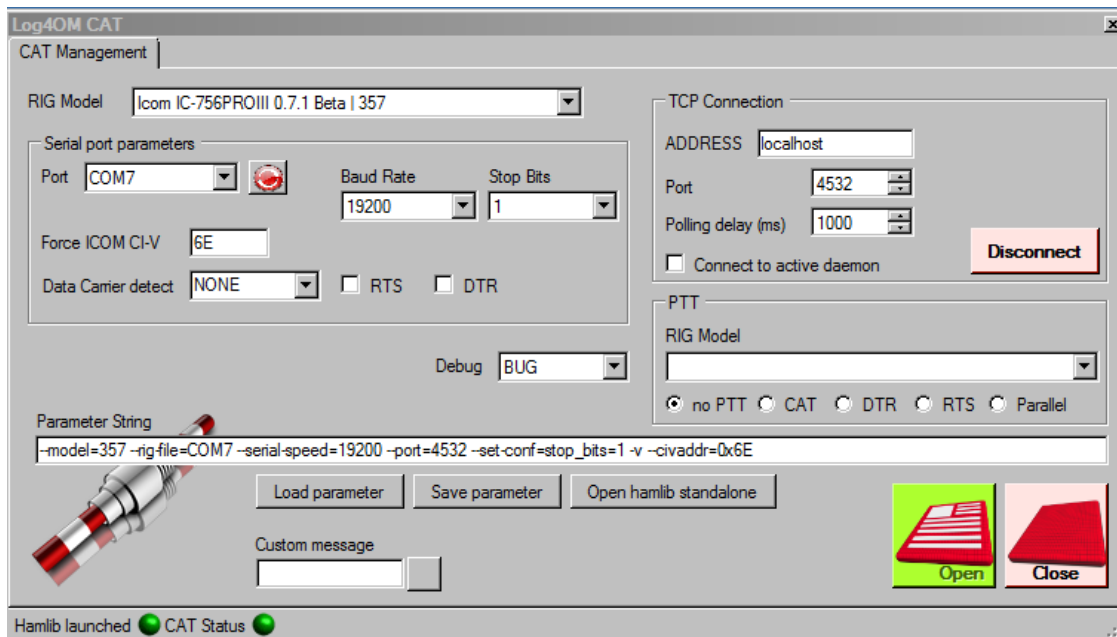 Log4OM CAT
CAT Management
RIG Model Icom IC-756PROIII 0.7.1 Beta | 357
Serial port parameters
Port COM7
Baud Rate
19200
Stop Bits
1
Force ICOM CI-V 6E
Data Carrier detect NONE RTS DTR
Debug BUG
TCP Connection
ADDRESS localhost
Port 4532
Polling delay (ms) 1000
Connect to active daemon
Disconnect
PTT
RIG Model
no PTT CAT DTR RTS Parallel
Parameter String
--model=357 --rig-file=COM7 --serial-speed=19200 --port=4532 --set-conf=stop_bits=1 -v --civaddr=0x6E
Load parameter Save parameter Open hamlib standalone
Custom message
Open Close
Hamlib launched CAT Status